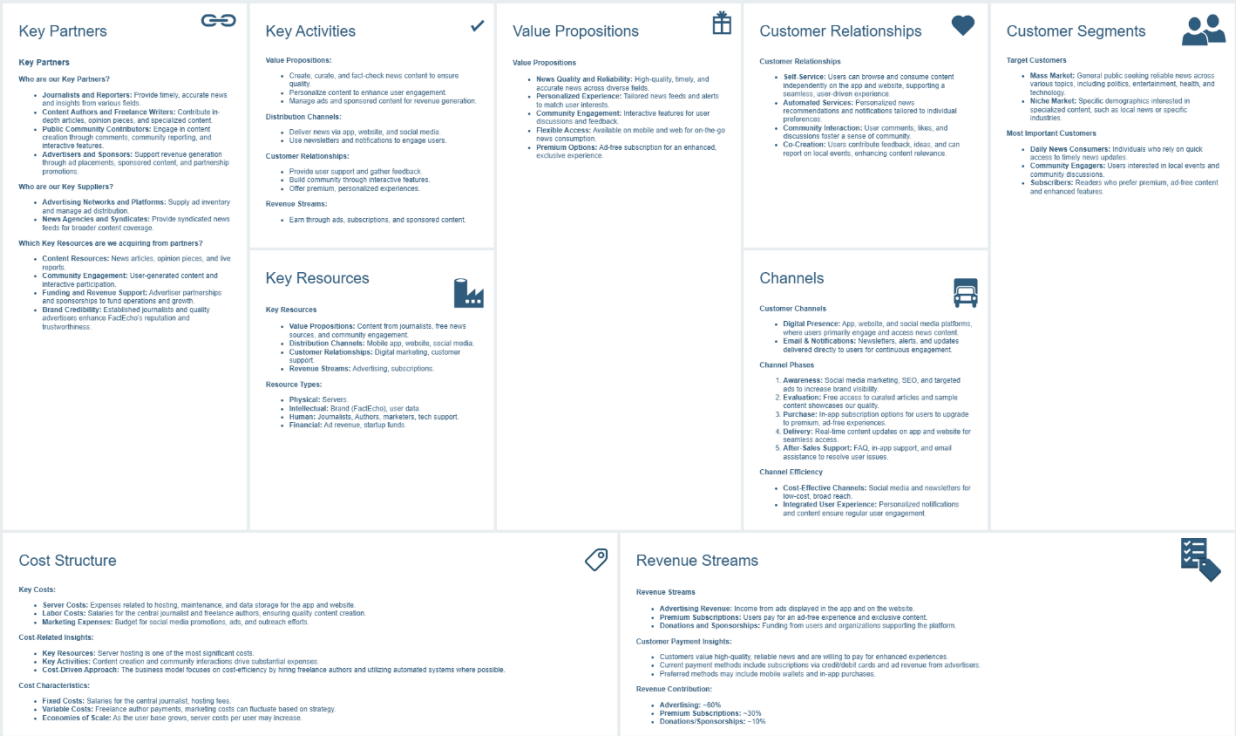 Key Partners
Key Partners
Who are our Key Partners?
Journalists and Reporters: Provide timely, accurate news
and insights from various fields.
Content Authors and Freelance Writers: Contribute in-
depth articles, opinion pieces, and specialized content.
Public Community Contributors: Engage in content
creation through comments, community reporting, and
interactive features.
Advertisers and Sponsors: Support revenue generation
through ad placements, sponsored content, and partnership
promotions.
Who are our Key Suppliers?
Advertising Networks and Platforms: Supply ad inventory
and manage ad distribution.
News Agencies and Syndicates: Provide syndicated news
feeds for broader content coverage.
Which Key Resources are we acquiring from partners?
Content Resources: News articles, opinion pieces, and live
reports.
Community Engagement: User-generated content and
interactive participation.
Funding and Revenue Support: Advertiser partnerships
and sponsorships to fund operations and growth.
Brand Credibility: Established journalists and quality
advertisers enhance FactEcho's reputation and
trustworthiness.
Key Activities
Value Propositions:
Create, curate, and fact-check news content to ensure
quality.
Personalize content to enhance user engagement.
Manage ads and sponsored content for revenue generation.
Distribution Channels:
Deliver news via app, website, and social media.
Use newsletters and notifications to engage users.
Customer Relationships:
Provide user support and gather feedback.
Build community through interactive features.
Offer premium, personalized experiences.
Revenue Streams:
Earn through ads, subscriptions, and sponsored content.
Key Resources
Key Resources
Value Propositions: Content from journalists, free news
sources, and community engagement.
Distribution Channels: Mobile app, website, social media.
Customer Relationships: Digital marketing, customer
support.
Revenue Streams: Advertising, subscriptions.
Resource Types:
Physical: Servers.
Intellectual: Brand (FactEcho), user data.
Human: Journalists, Authors, marketers, tech support.
Financial: Ad revenue, startup funds.
Value Propositions
Value Propositions
News Quality and Reliability: High-quality, timely, and
accurate news across diverse fields.
Personalized Experience: Tailored news feeds and alerts
to match user interests.
Community Engagement: Interactive features for user
discussions and feedback.
Flexible Access: Available on mobile and web for on-the-go
news consumption.
Premium Options: Ad-free subscription for an enhanced,
exclusive experience.
Customer Relationships
Customer Relationships
Self-Service: Users can browse and consume content
independently on the app and website, supporting a
seamless, user-driven experience.
Automated Services: Personalized news
recommendations and notifications tailored to individual
preferences.
Community Interaction: User comments, likes, and
discussions foster a sense of community.
Co-Creation: Users contribute feedback, ideas, and can
report on local events, enhancing content relevance.
Channels
Customer Channels
Digital Presence: App, website, and social media platforms,
where users primarily engage and access news content.
Email & Notifications: Newsletters, alerts, and updates
delivered directly to users for continuous engagement.
Channel Phases
1. Awareness: Social media marketing, SEO, and targeted
ads to increase brand visibility.
2. Evaluation: Free access to curated articles and sample
content showcases our quality.
3. Purchase: In-app subscription options for users to upgrade
to premium, ad-free experiences.
4. Delivery: Real-time content updates on app and website for
seamless access.
5. After-Sales Support: FAQ, in-app support, and email
assistance to resolve user issues.
Channel Efficiency
Cost-Effective Channels: Social media and newsletters for
low-cost, broad reach.
Integrated User Experience: Personalized notifications
and content ensure regular user engagement.
Customer Segments
Target Customers
Mass Market: General public seeking reliable news across
various topics, including politics, entertainment, health, and
technology.
Niche Market: Specific demographics interested in
specialized content, such as local news or specific
industries.
Most Important Customers
Daily News Consumers: Individuals who rely on quick
access to timely news updates.
Community Engagers: Users interested in local events and
community discussions.
Subscribers: Readers who prefer premium, ad-free content
and enhanced features.
Cost Structure
Key Costs:
Server Costs: Expenses related to hosting, maintenance, and data storage for the app and website.
Labor Costs: Salaries for the central journalist and freelance authors, ensuring quality content creation.
Marketing Expenses: Budget for social media promotions, ads, and outreach efforts.
Cost-Related Insights:
Key Resources: Server hosting is one of the most significant costs.
Key Activities: Content creation and community interactions drive substantial expenses.
Cost-Driven Approach: The business model focuses on cost-efficiency by hiring freelance authors and utilizing automated systems where possible.
Cost Characteristics:
Fixed Costs: Salaries for the central journalist, hosting fees.
Variable Costs: Freelance author payments, marketing costs can fluctuate based on strategy.
Economies of Scale: As the user base grows, server costs per user may increase.
Revenue Streams
Revenue Streams
Advertising Revenue: Income from ads displayed in the app and on the website.
Premium Subscriptions: Users pay for an ad-free experience and exclusive content.
Donations and Sponsorships: Funding from users and organizations supporting the platform.
Customer Payment Insights:
Customers value high-quality, reliable news and are willing to pay for enhanced experiences.
Current payment methods include subscriptions via credit/debit cards and ad revenue from advertisers.
Preferred methods may include mobile wallets and in-app purchases.
Revenue Contribution:
Advertising: ~60%
Premium Subscriptions: ~30%
Donations/Sponsorships: ~10%